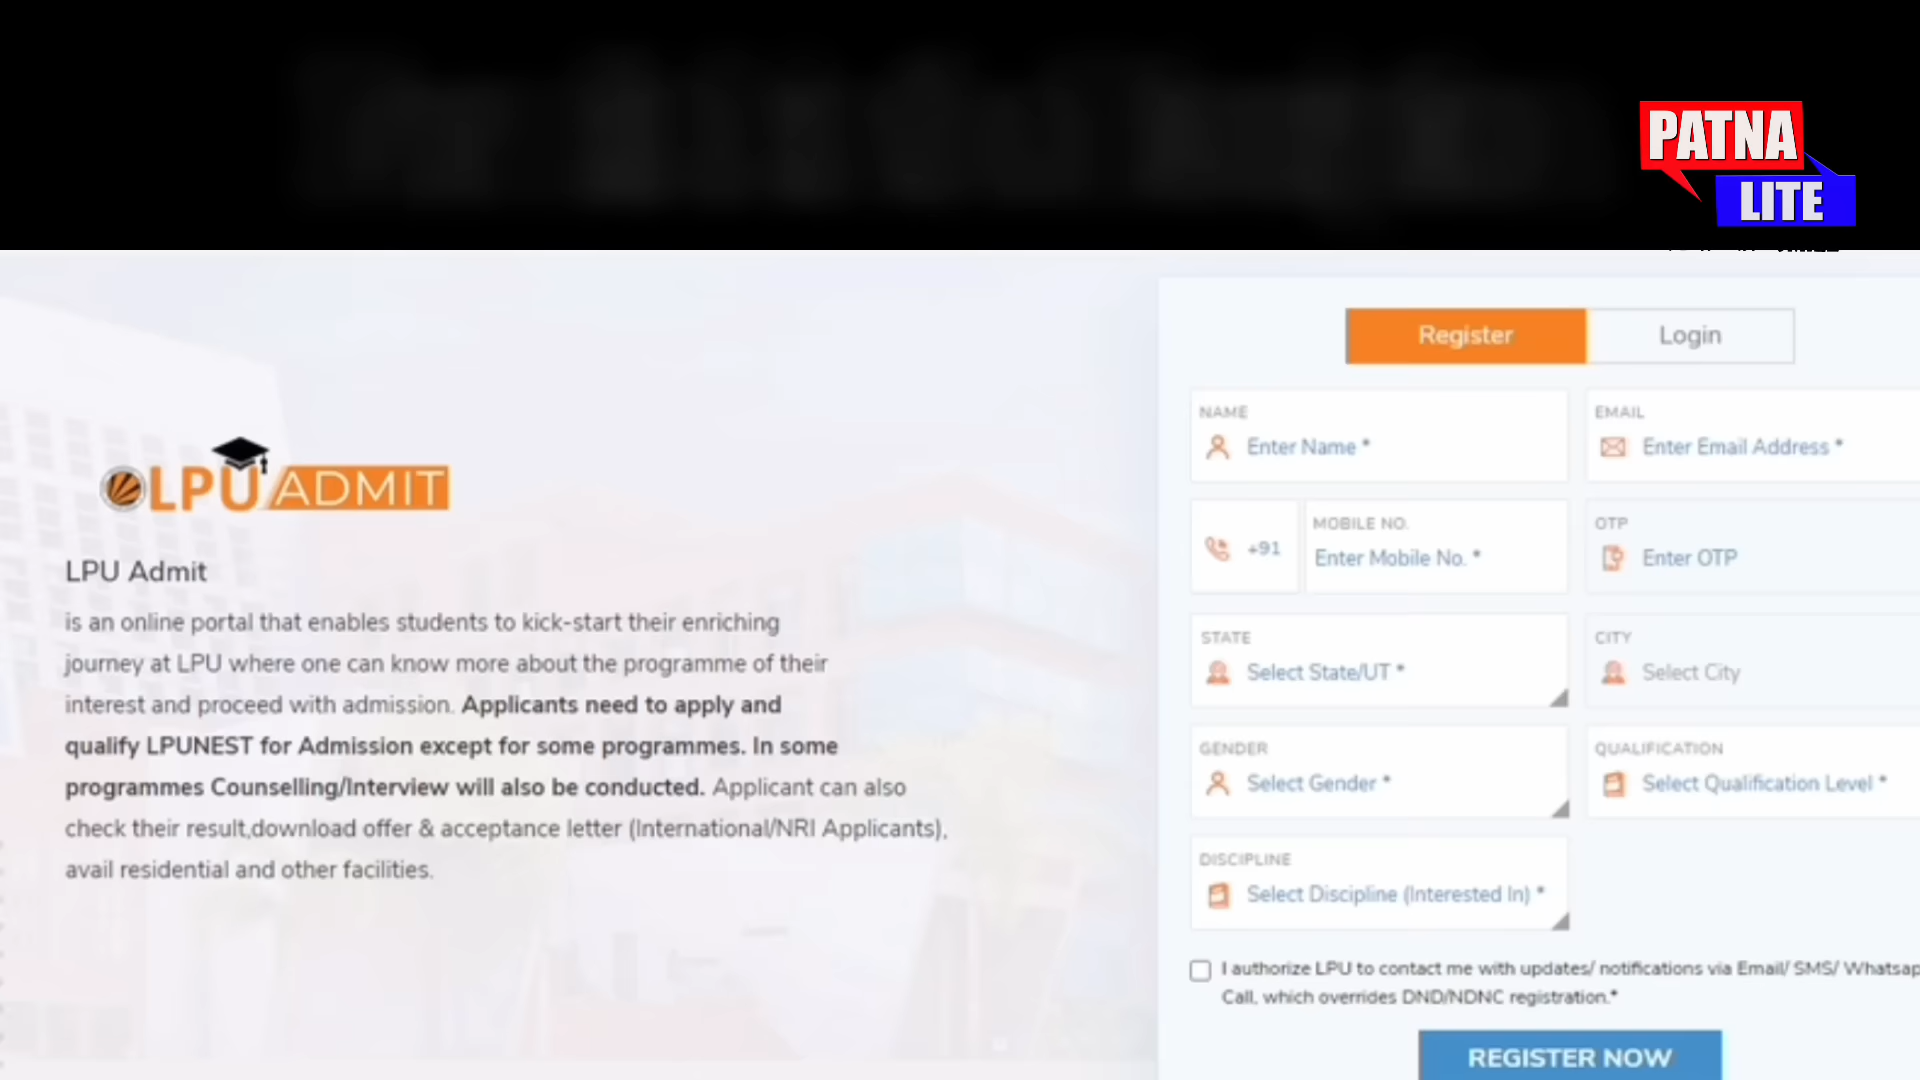 PATNA
LITE
Register
Login
NAME
Enter Name *
EMAIL
Enter Email Address *
+91
MOBILE NO.
Enter Mobile No. *
OTP
Enter OTP
STATE
Select State/UT *
CITY
Select City
GENDER
Select Gender *
QUALIFICATION
Select Qualification Level *
DISCIPLINE
Select Discipline (Interested In) *
I authorize LPU to contact me with updates/ notifications via Email/ SMS/ Whatsap
Call, which overrides DND/NDNC registration.*
REGISTER NOW
LPU ADMIT
LPU Admit
is an online portal that enables students to kick-start their enriching
journey at LPU where one can know more about the programme of their
interest and proceed with admission. Applicants need to apply and
qualify LPUNEST for Admission except for some programmes. In some
programmes Counselling/Interview will also be conducted. Applicant can also
check their result,download offer & acceptance letter (International/NRI Applicants),
avail residential and other facilities.